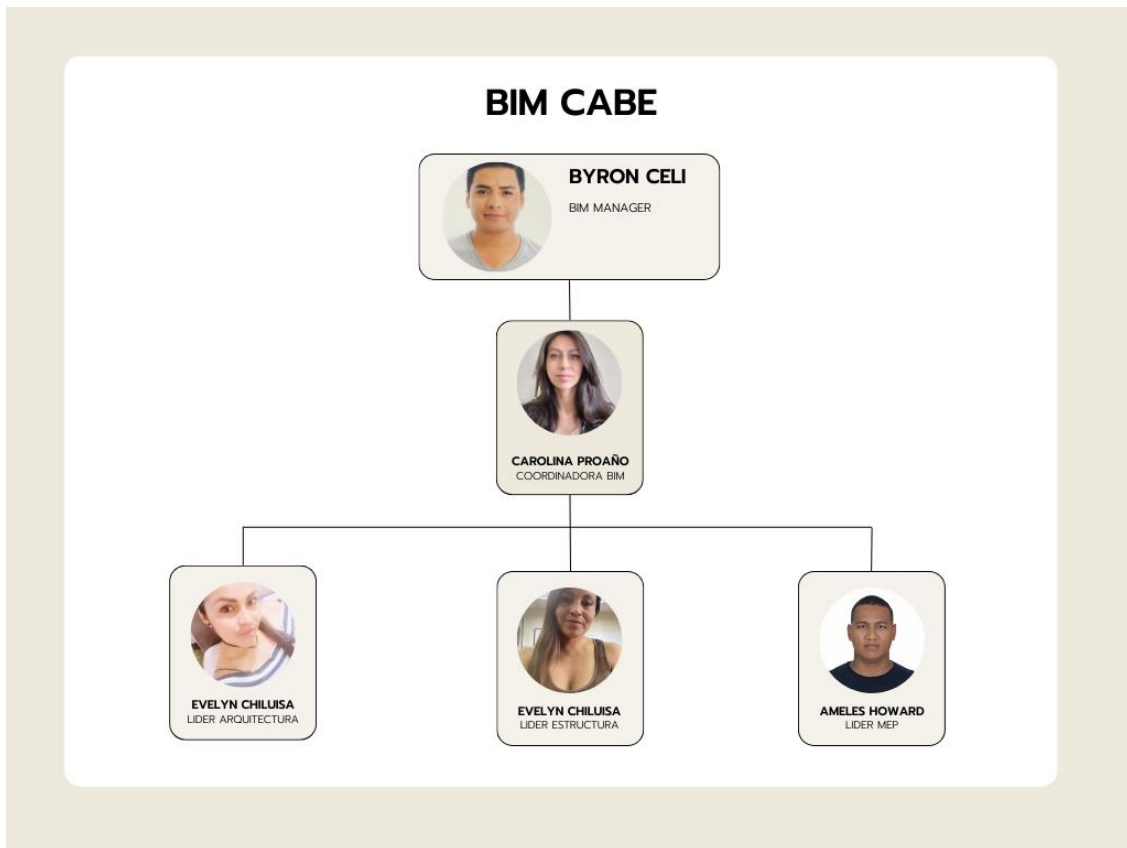 BIM CABE
BYRON CELI
BIM MANAGER
CAROLINA PROAÑO
COORDINADORA BIM
EVELYN CHILUISA
LIDER ARQUITECTURA
EVELYN CHILUISA
LIDER ESTRUCTURA
AMELES HOWARD
LIDER MEP